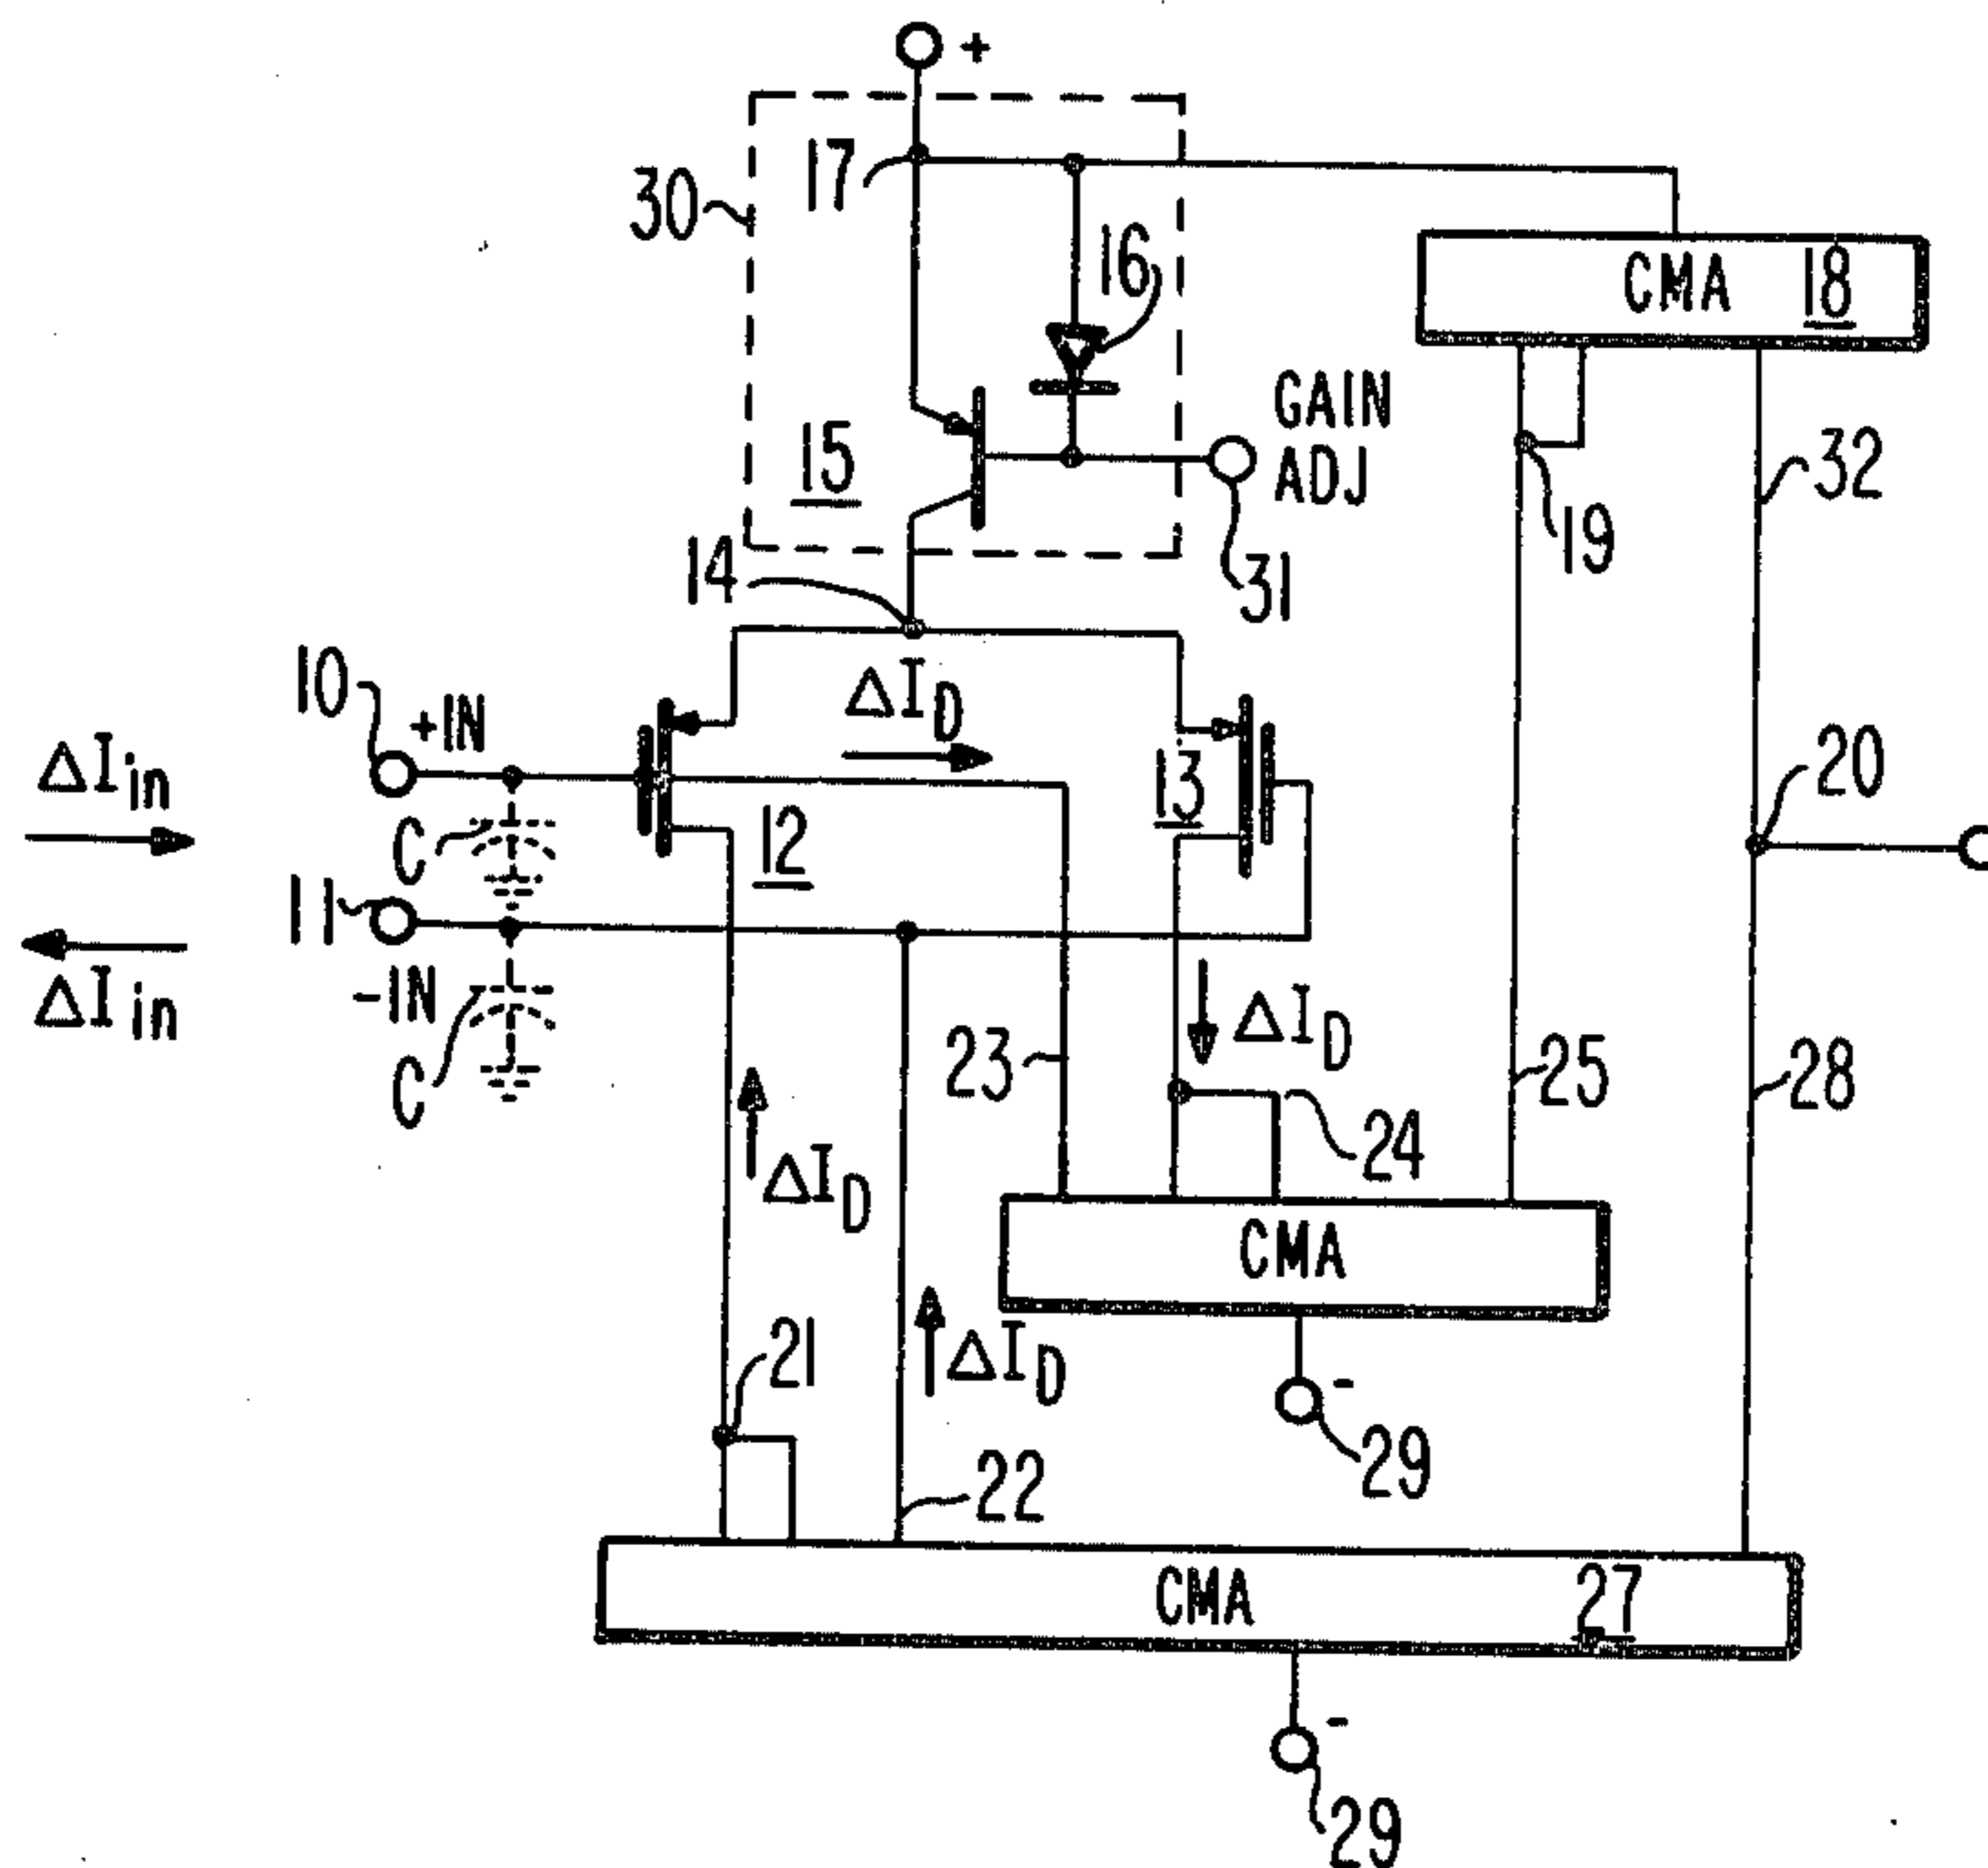 +
17
30
16
CMA 18
GAIN
ADJ
15
32
19
14
31
10
+IN
ΔID
13
20
ΔIin
C
12
11
-IN
ΔIin
C
23
ΔID
25
28
ΔID
24
CMA
21
ΔID
-
29
22
CMA 27
-
29